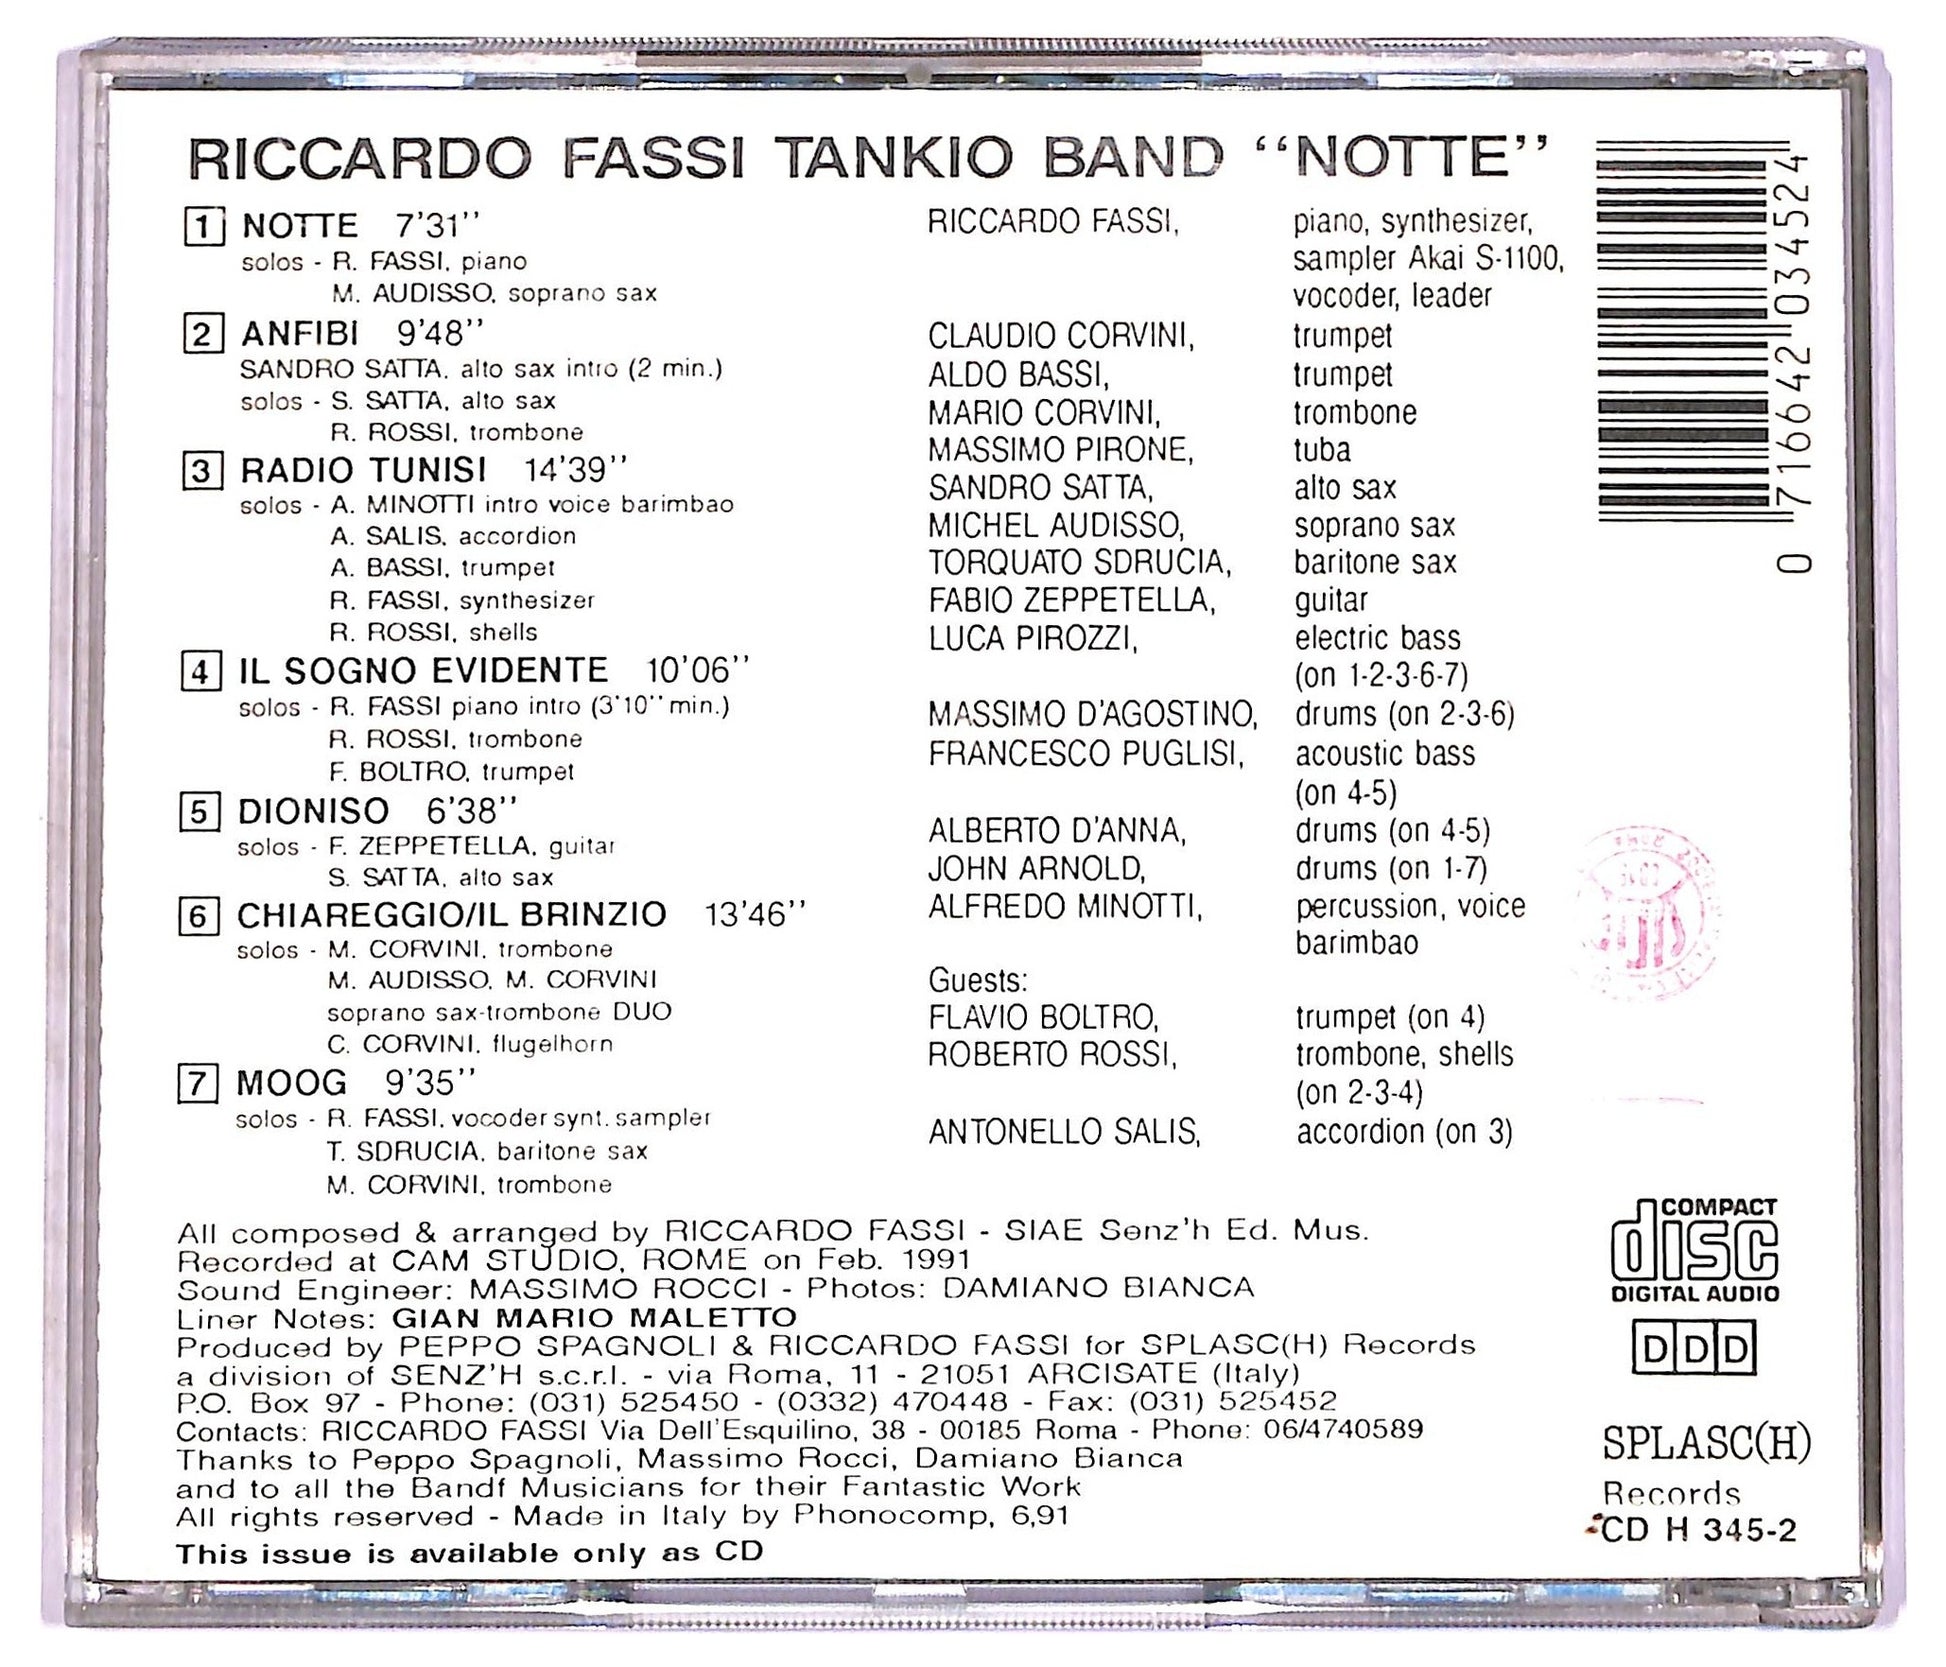 RICCARDO FASSI TANKIO BAND “NOTTE”
1 NOTTE 7'31''
solos - R. FASSI, piano
M. AUDISSO, soprano sax
2 ANFIBI 9'48''
SANDRO SATTA, alto sax intro (2 min.)
solos - S. SATTA, alto sax
R. ROSSI, trombone
3 RADIO TUNISI 14'39''
solos - A. MINOTTI intro voice barimbao
A. SALIS, accordion
A. BASSI, trumpet
R. FASSI, synthesizer
R. ROSSI, shells
4 IL SOGNO EVIDENTE 10'06''
solos - R. FASSI piano intro (3'10'' min.)
R. ROSSI, trombone
F. BOLTRO, trumpet
5 DIONISO 6'38''
solos - F. ZEPPETELLA, guitar
S. SATTA, alto sax
6 CHIAREGGIO/IL BRINZIO 13'46''
solos - M. CORVINI, trombone
M. AUDISSO, M. CORVINI
soprano sax-trombone DUO
C. CORVINI, flugelhorn
7 MOOG 9'35''
solos - R. FASSI, vocoder synt. sampler
T. SDRUCIA, baritone sax
M. CORVINI, trombone
RICCARDO FASSI, piano, synthesizer,
sampler Akai S-1100,
vocoder, leader
CLAUDIO CORVINI, trumpet
ALDO BASSI, trumpet
MARIO CORVINI, trombone
MASSIMO PIRONE, tuba
SANDRO SATTA, alto sax
MICHEL AUDISSO, soprano sax
TORQUATO SDRUCIA, baritone sax
FABIO ZEPPETELLA, guitar
LUCA PIROZZI, electric bass
(on 1-2-3-6-7)
MASSIMO D'AGOSTINO, drums (on 2-3-6)
FRANCESCO PUGLISI, acoustic bass
(on 4-5)
ALBERTO D'ANNA, drums (on 4-5)
JOHN ARNOLD, drums (on 1-7)
ALFREDO MINOTTI, percussion, voice
barimbao
Guests:
FLAVIO BOLTRO, trumpet (on 4)
ROBERTO ROSSI, trombone, shells
(on 2-3-4)
ANTONELLO SALIS, accordion (on 3)
0 716642 034524
All composed & arranged by RICCARDO FASSI - SIAE Senz'h Ed. Mus.
Recorded at CAM STUDIO, ROME on Feb. 1991
Sound Engineer: MASSIMO ROCCI - Photos: DAMIANO BIANCA
Liner Notes: GIAN MARIO MALETTO
Produced by PEPPO SPAGNOLI & RICCARDO FASSI for SPLASC(H) Records
a division of SENZ'H s.c.r.l. - via Roma, 11 - 21051 ARCISATE (Italy)
P.O. Box 97 - Phone: (031) 525450 - (0332) 470448 - Fax: (031) 525452
Contacts: RICCARDO FASSI Via Dell'Esquilino, 38 - 00185 Roma - Phone: 06/4740589
Thanks to Peppo Spagnoli, Massimo Rocci, Damiano Bianca
and to all the Bandf Musicians for their Fantastic Work
All rights reserved - Made in Italy by Phonocomp, 6,91
This issue is available only as CD
COMPACT
disc
DIGITAL AUDIO
DDD
SPLASC(H)
Records
CD H 345-2